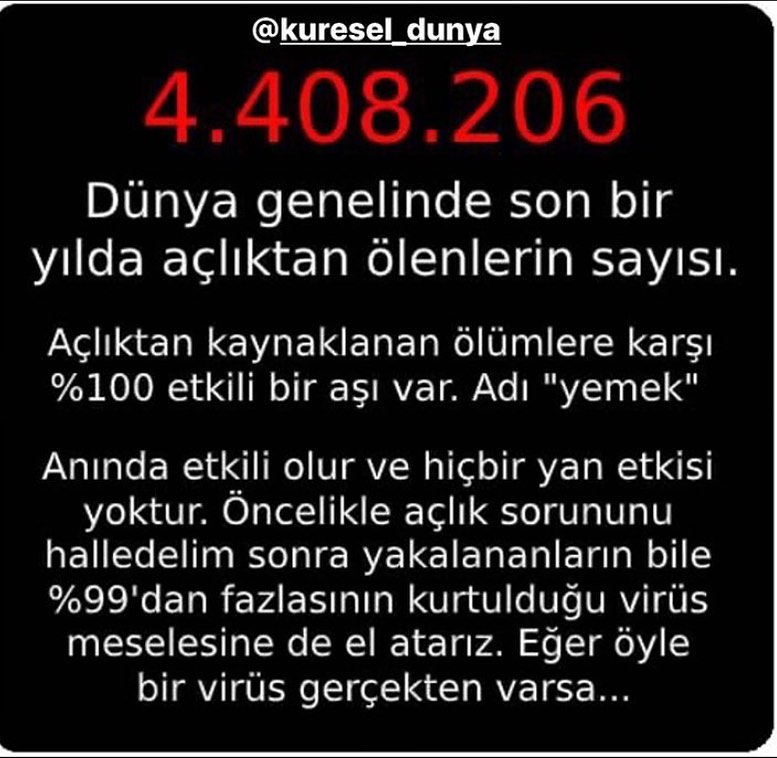 @kuresel_dunya
4.408.206
Dünya genelinde son bir
yılda açlıktan ölenlerin sayısı.
Açlıktan kaynaklanan ölümlere karşı
%100 etkili bir aşı var. Adı "yemek"
Anında etkili olur ve hiçbir yan etkisi
yoktur. Öncelikle açlık sorununu
halledelim sonra yakalananların bile
%99'dan fazlasının kurtulduğu virüs
meselesine de el atarız. Eğer öyle
bir virüs gerçekten varsa...